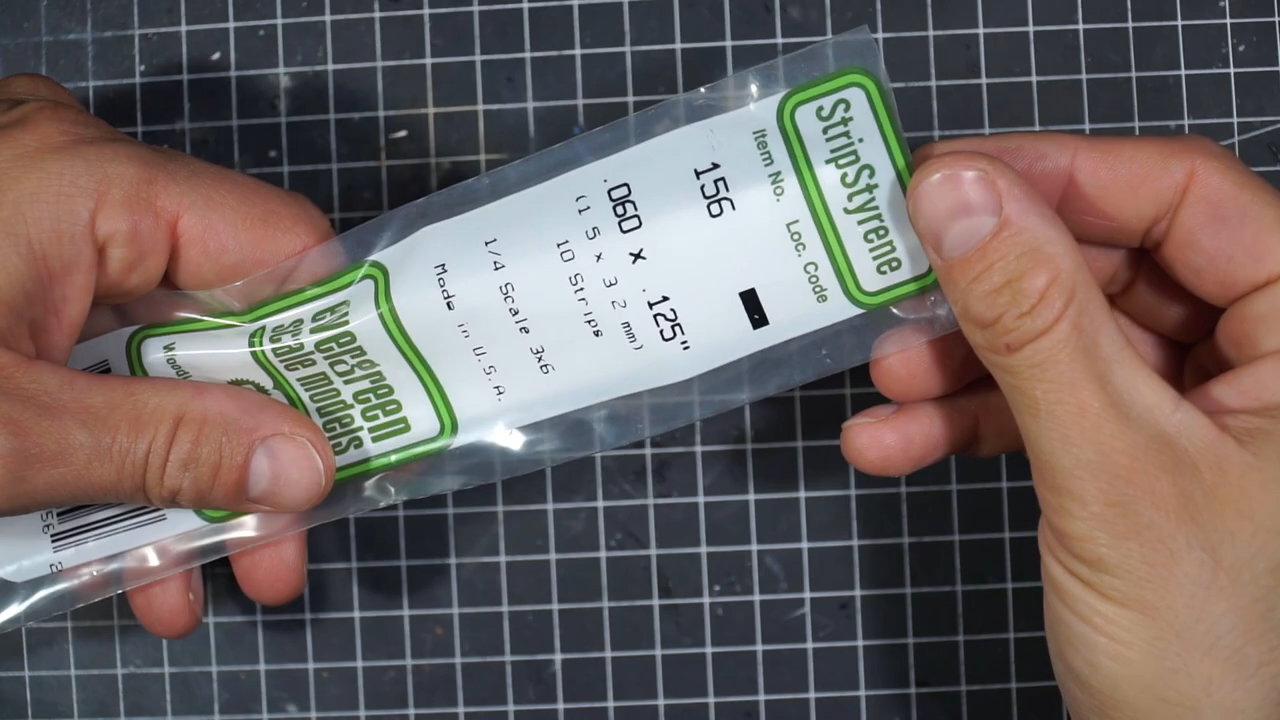 StripStyrene
Item No. Loc. Code
156
.060 x .125"
(1 5 x 3 2 mm)
10 Strips
1/4 Scale 3x6
Made in U.S.A.
evergreen
scale models